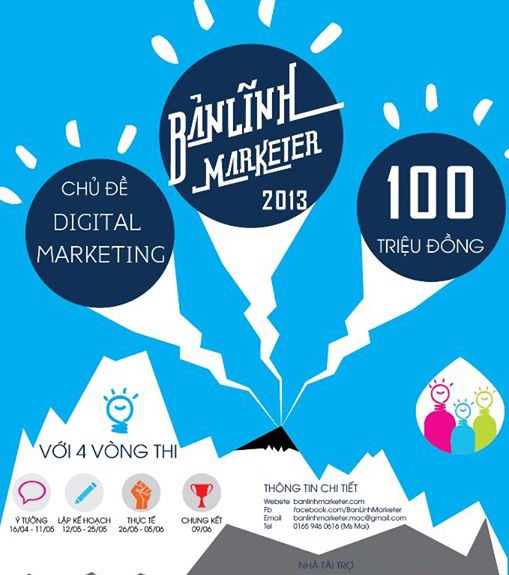 BẢN LĨNH
MARKETER
2013
CHỦ ĐỀ
DIGITAL
MARKETING
100
TRIỆU ĐỒNG
VỚI 4 VÒNG THI
Ý TƯỞNG
16/04 - 11/05
LẬP KẾ HOẠCH
12/05 - 25/05
THỰC TẾ
26/05 - 05/06
CHUNG KẾT
09/06
THÔNG TIN CHI TIẾT
Website banlinhmarketer.com
Fb facebook.com/BanLinhMarketer
Email banlinhmarketer.mac@gmail.com
Tel 0165 946 0616 (Ms Mai)
NHÀ TÀI TRỢ